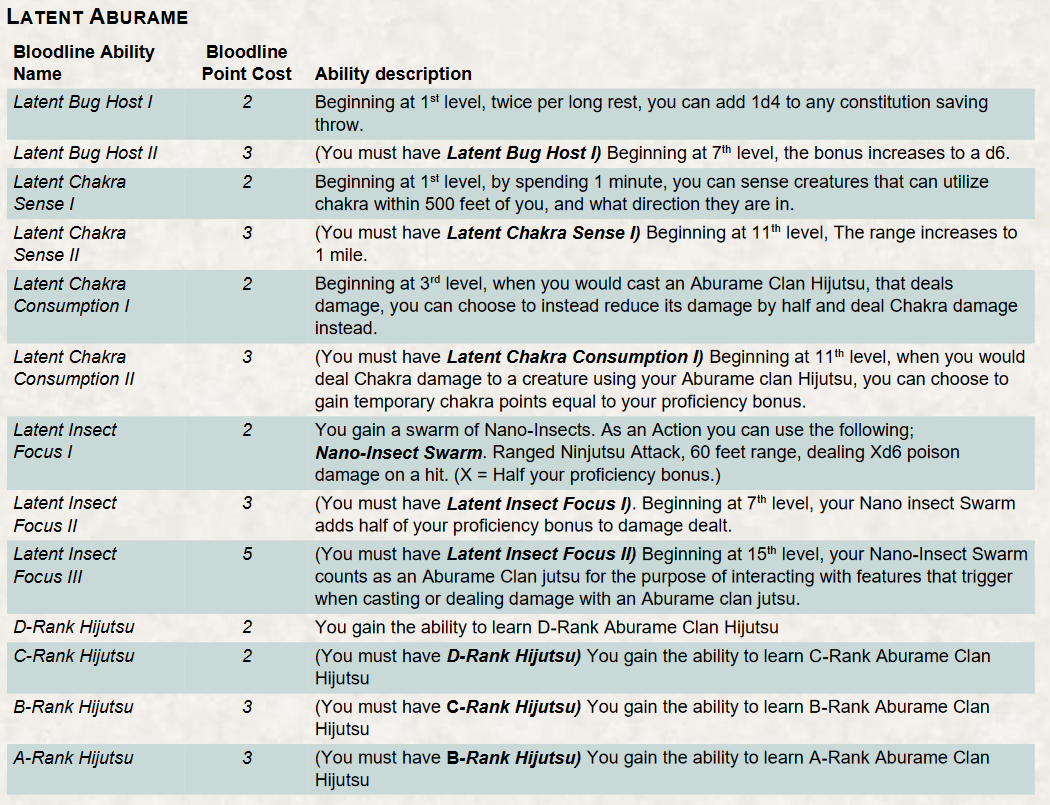 LATENT ABURAME
Bloodline Ability Name
Bloodline Point Cost
Ability description
Latent Bug Host I
2
Beginning at 1st level, twice per long rest, you can add 1d4 to any constitution saving
throw.
Latent Bug Host II
3
(You must have Latent Bug Host I) Beginning at 7th level, the bonus increases to a d6.
Latent Chakra
Sense I
2
Beginning at 1st level, by spending 1 minute, you can sense creatures that can utilize
chakra within 500 feet of you, and what direction they are in.
Latent Chakra
Sense II
3
(You must have Latent Chakra Sense I) Beginning at 11th level, The range increases to
1 mile.
Latent Chakra
Consumption I
2
Beginning at 3rd level, when you would cast an Aburame Clan Hijutsu, that deals
damage, you can choose to instead reduce its damage by half and deal Chakra damage
instead.
Latent Chakra
Consumption II
3
(You must have Latent Chakra Consumption I) Beginning at 11th level, when you would
deal Chakra damage to a creature using your Aburame clan Hijutsu, you can choose to
gain temporary chakra points equal to your proficiency bonus.
Latent Insect
Focus I
2
You gain a swarm of Nano-Insects. As an Action you can use the following;
Nano-Insect Swarm. Ranged Ninjutsu Attack, 60 feet range, dealing Xd6 poison
damage on a hit. (X = Half your proficiency bonus.)
Latent Insect
Focus II
3
(You must have Latent Insect Focus I). Beginning at 7th level, your Nano insect Swarm
adds half of your proficiency bonus to damage dealt.
Latent Insect
Focus III
5
(You must have Latent Insect Focus II) Beginning at 15th level, your Nano-Insect Swarm
counts as an Aburame Clan jutsu for the purpose of interacting with features that trigger
when casting or dealing damage with an Aburame clan jutsu.
D-Rank Hijutsu
2
You gain the ability to learn D-Rank Aburame Clan Hijutsu
C-Rank Hijutsu
2
(You must have D-Rank Hijutsu) You gain the ability to learn C-Rank Aburame Clan
Hijutsu
B-Rank Hijutsu
3
(You must have C-Rank Hijutsu) You gain the ability to learn B-Rank Aburame Clan
Hijutsu
A-Rank Hijutsu
3
(You must have B-Rank Hijutsu) You gain the ability to learn A-Rank Aburame Clan
Hijutsu